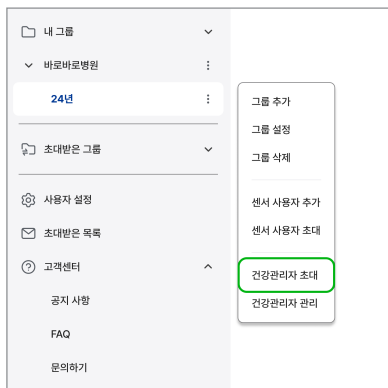 내 그룹
바로바로병원
24년
초대받은 그룹
사용자 설정
초대받은 목록
고객센터
공지 사항
FAQ
문의하기
그룹 추가
그룹 설정
그룹 삭제
센서 사용자 추가
센서 사용자 초대
건강관리자 초대
건강관리자 관리